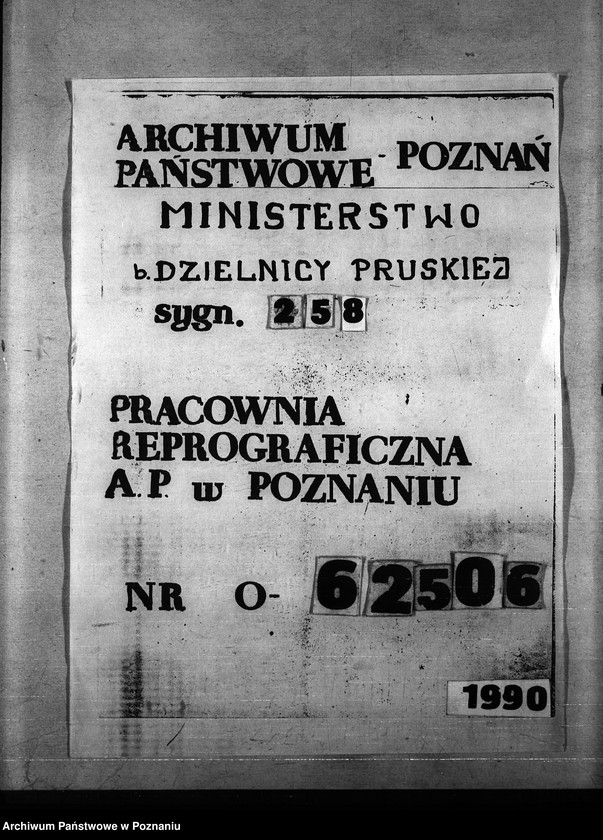 ARCHIWUM
PAŃSTWOWE - POZNAŃ
MINISTERSTWO
b. DZIELNICY PRUSKIEJ
sygn. 258
PRACOWNIA
REPROGRAFICZNA
A. P. w POZNANIU
NR O- 62506
1990
Archiwum Państwowe w Poznaniu